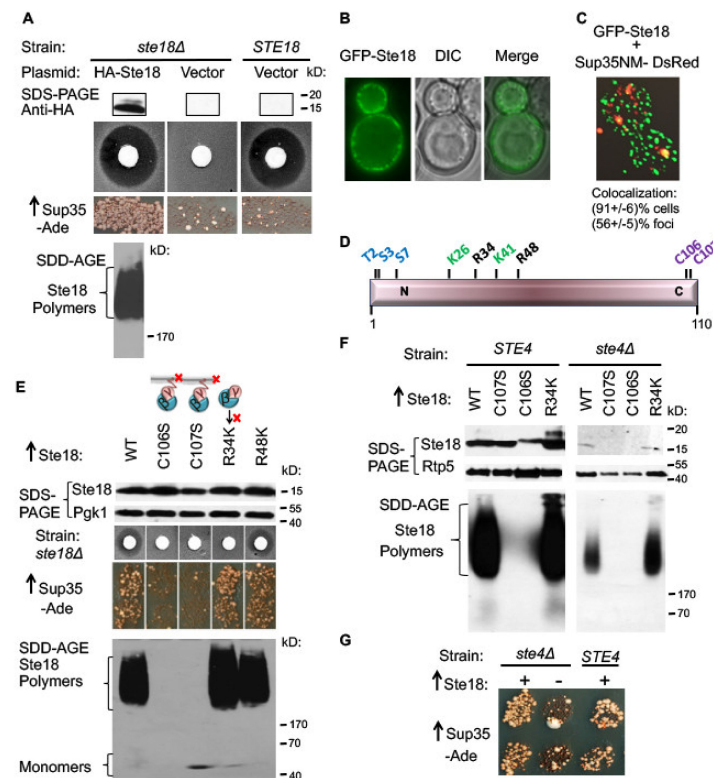 A
Strain: ste18Δ STE18
Plasmid: HA-Ste18 Vector Vector kD:
SDS-PAGE
Anti-HA
20
15
↑Sup35
-Ade
SDD-AGE
kD:
Ste18
Polymers
170
B
GFP-Ste18 DIC Merge
C
GFP-Ste18
+
Sup35NM- DsRed
Colocalization:
(91+/-6)% cells
(56+/-5)% foci
D
T2 S3 S7 K26 R34 K41 R48 C106
N C
1 110
E
β γ β γ β γ
↑Ste18: WT C106S C107S R34K R48K
kD:
SDS-PAGE
Ste18
15
Pgk1
55
40
Strain:
ste18Δ
↑Sup35
-Ade
SDD-AGE
kD:
Ste18
Polymers
170
70
Monomers
40
F
Strain: STE4 ste4Δ
↑Ste18: WT C107S C106S R34K WT C107S C106S R34K
kD:
SDS-PAGE
Ste18
20
15
Rtp5
55
40
SDD-AGE
Ste18
Polymers
170
70
G
Strain: ste4Δ STE4
↑Ste18: + - +
↑Sup35
-Ade